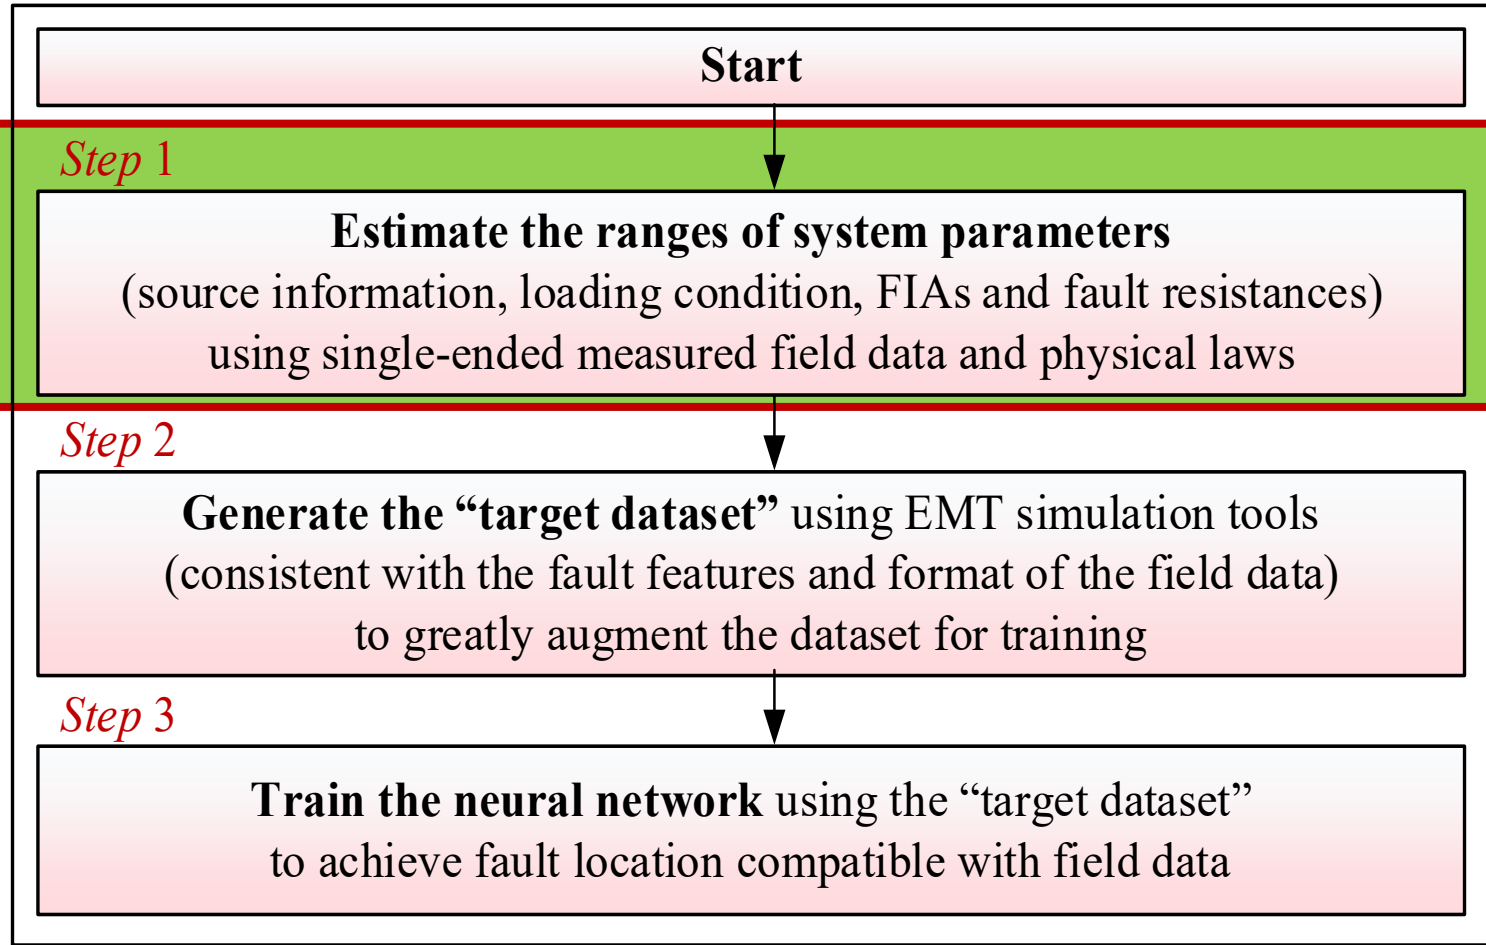 Start
Step 1
Estimate the ranges of system parameters
(source information, loading condition, FIAs and fault resistances)
using single-ended measured field data and physical laws
Step 2
Generate the “target dataset” using EMT simulation tools
(consistent with the fault features and format of the field data)
to greatly augment the dataset for training
Step 3
Train the neural network using the “target dataset”
to achieve fault location compatible with field data